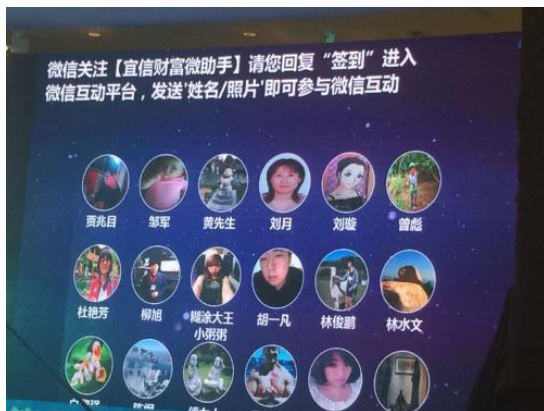 微信关注【宜信财富微助手】请您回复“签到”进入
微信互动平台，发送'姓名/照片'即可参与微信互动
贾兆目 邹军 黄先生 刘月 刘璇 曾彪
杜艳芳 柳旭 糊涂大王 胡一凡 林俊鹏 林水文
小粥粥